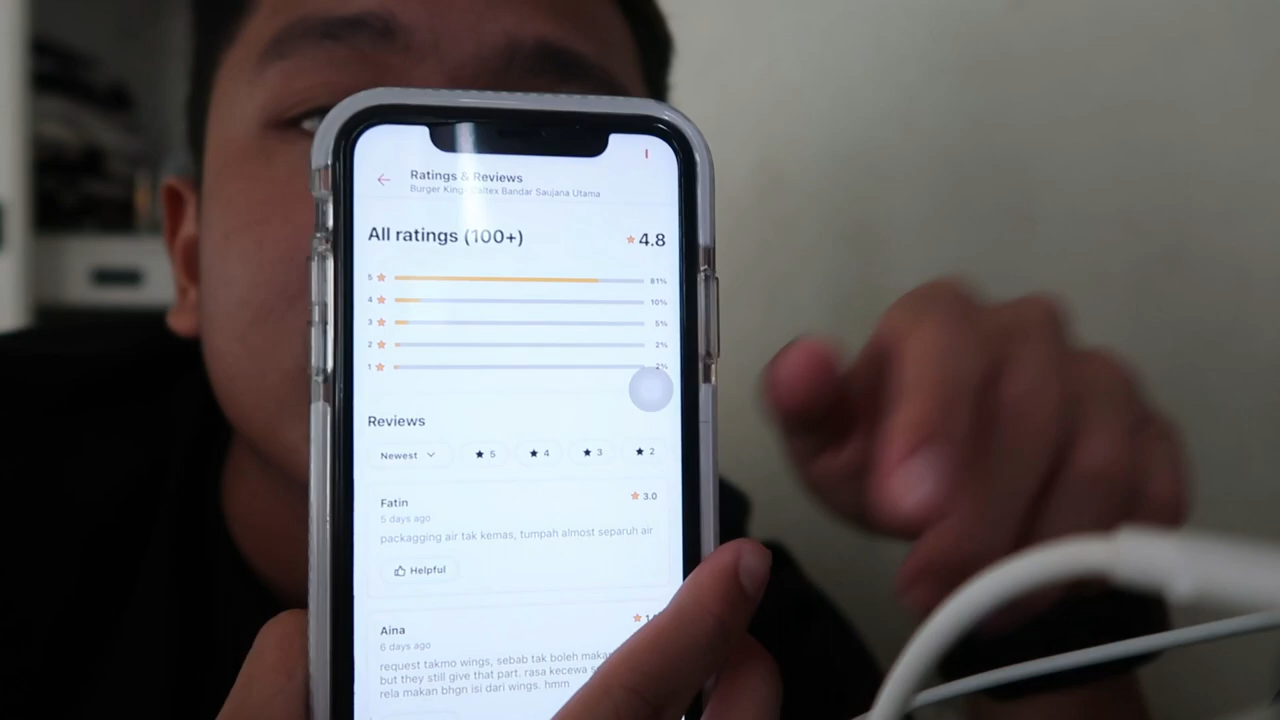 Ratings & Reviews
Burger King Caltex Bandar Saujana Utama
All ratings (100+)
4.8
5 81%
4 10%
3 5%
2 2%
1 2%
Reviews
Newest 5 4 3 2
Fatin 3.0
5 days ago
packagging air tak kemas, tumpah almost separuh air
Helpful
Aina
6 days ago
request takmo wings, sebab tak boleh
but they still give that part. rasa kecewa
rela makan bhgn isi dari wings. hmm